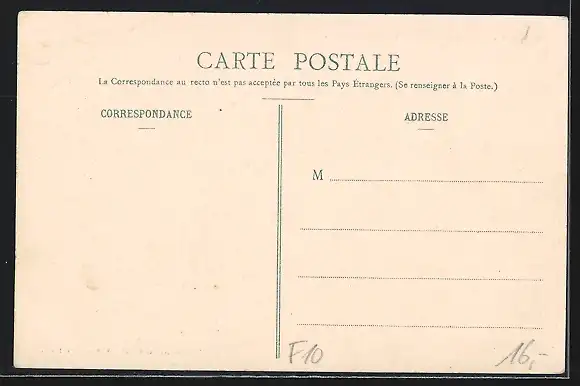 CARTE POSTALE
La Correspondance au recto n'est pas acceptée par tous les Pays Étrangers. (Se renseigner à la Poste.)
CORRESPONDANCE
ADRESSE
M
F10
16,-